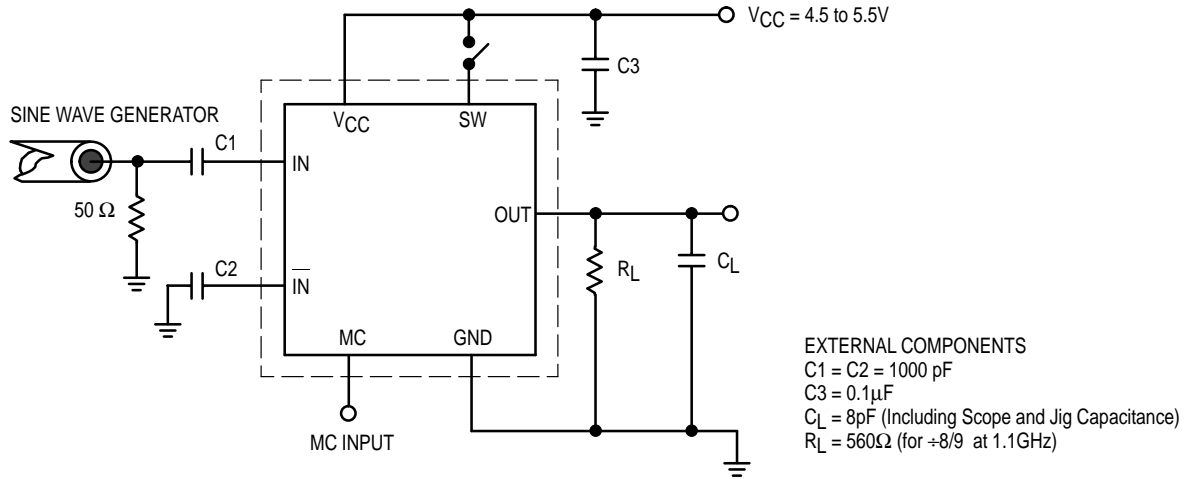 VCC = 4.5 to 5.5V
C3
SINE WAVE GENERATOR
VCC
SW
C1
IN
50 Ω
OUT
RL
CL
C2
I̅N̅
MC
GND
MC INPUT
EXTERNAL COMPONENTS
C1 = C2 = 1000 pF
C3 = 0.1µF
CL = 8pF (Including Scope and Jig Capacitance)
RL = 560Ω (for ÷8/9 at 1.1GHz)